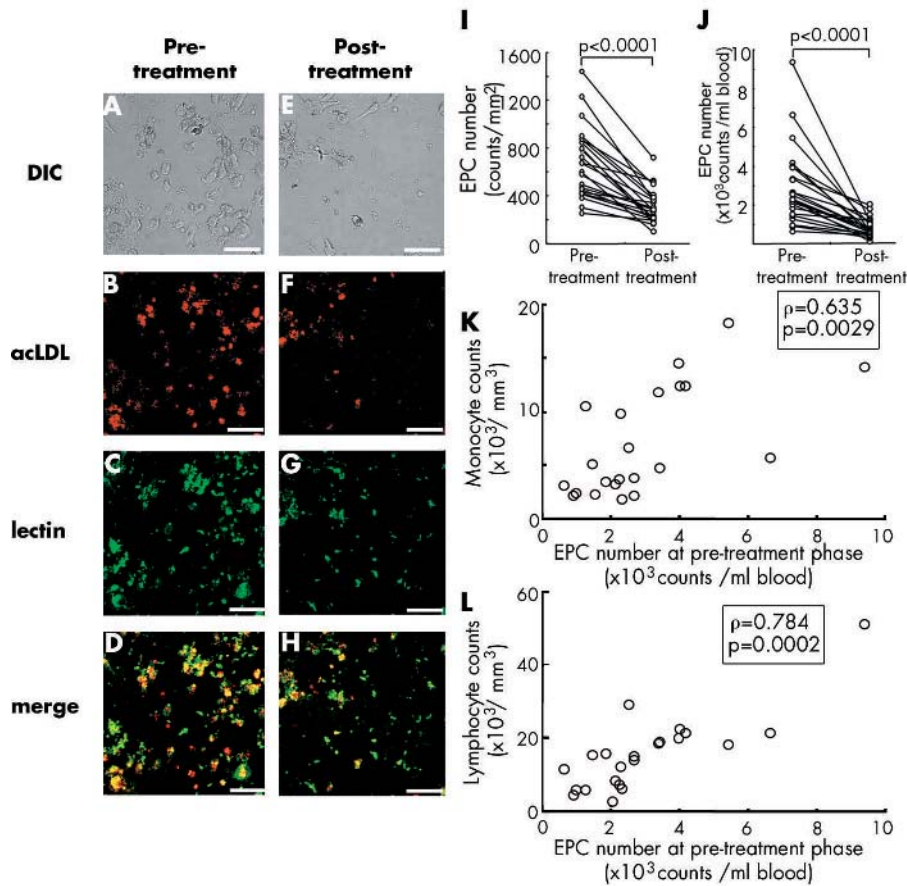 Pre-
treatment
Post-
treatment
DIC
acLDL
lectin
merge
A
E
B
F
C
G
D
H
I
p<0.0001
EPC number
(counts/mm²)
1600
1200
800
400
0
Pre-
treatment
Post-
treatment
J
p<0.0001
EPC number
(x10³counts /ml blood)
10
8
6
4
2
Pre-
treatment
Post-
treatment
K
ρ=0.635
p=0.0029
Monocyte counts
(x10³/ mm³)
20
10
0
0 2 4 6 8 10
EPC number at pre-treatment phase
(x10³counts /ml blood)
L
ρ=0.784
p=0.0002
Lymphocyte counts
(x10³/ mm³)
60
40
20
0
0 2 4 6 8 10
EPC number at pre-treatment phase
(x10³counts /ml blood)